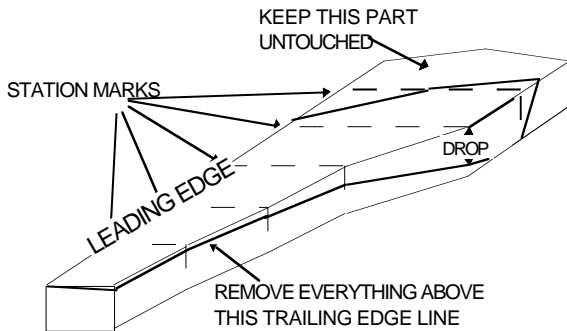 KEEP THIS PART
UNTOUCHED
STATION MARKS
DROP
LEADING EDGE
REMOVE EVERYTHING ABOVE
THIS TRAILING EDGE LINE